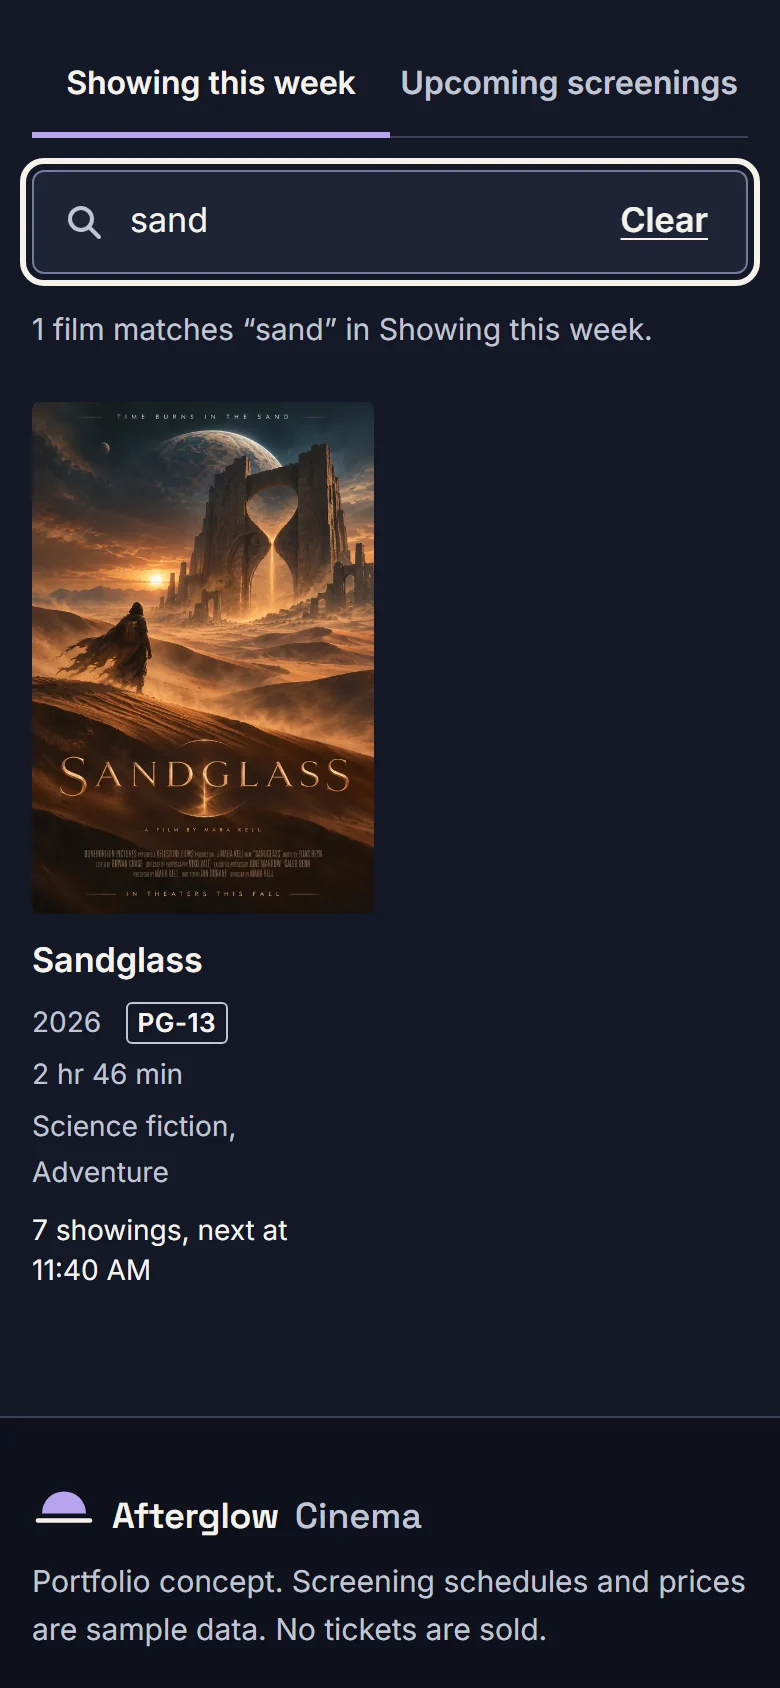 Showing this week
Upcoming screenings
sand
Clear
1 film matches “sand” in Showing this week.
TIME BURNS IN THE SAND
SANDGLASS
A FILM BY MARA KELL
IN THEATERS THIS FALL
Sandglass
2026 PG-13
2 hr 46 min
Science fiction,
Adventure
7 showings, next at
11:40 AM
Afterglow Cinema
Portfolio concept. Screening schedules and prices
are sample data. No tickets are sold.